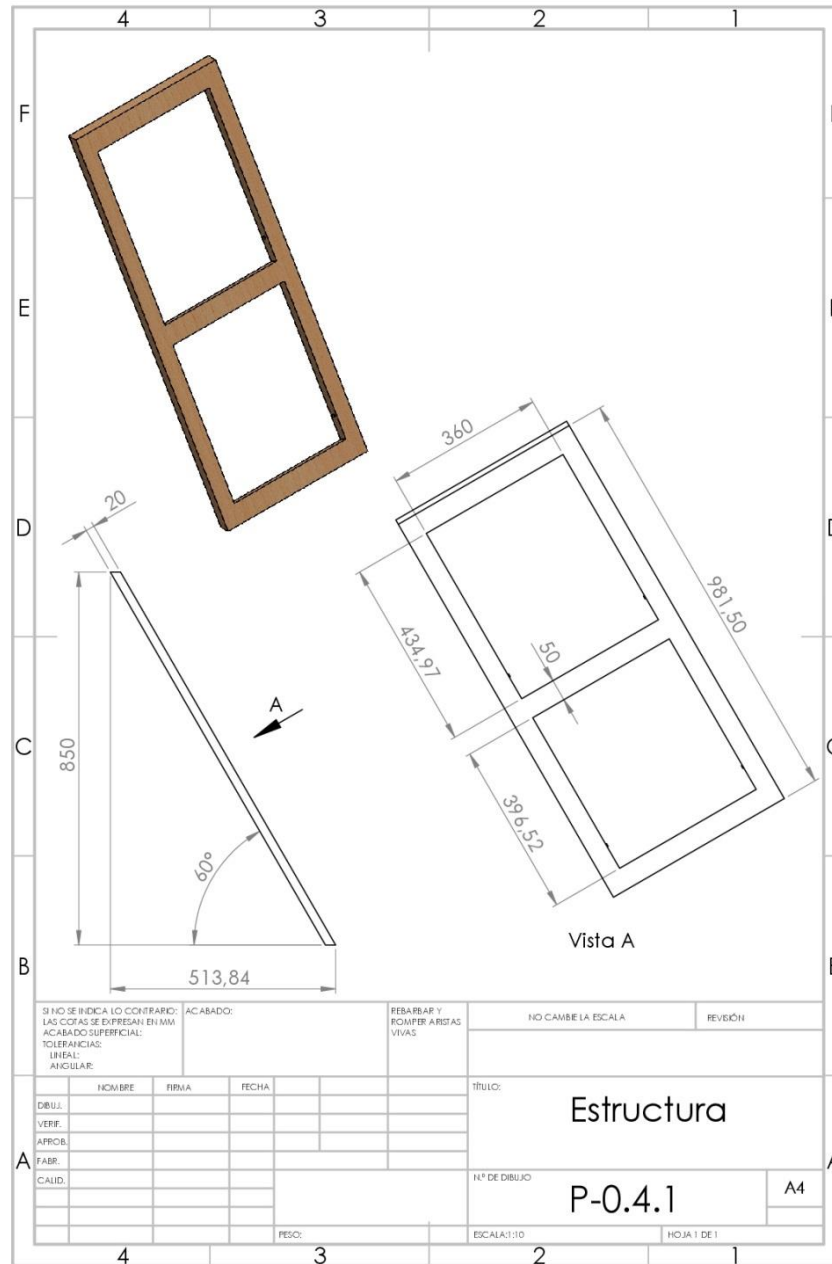 4 3 2 1
F
E
D
C
B
A
F
E
D
C
B
A
360
20
981,50
434,97
50
A
850
396,52
60°
513,84
Vista A
SI NO SE INDICA LO CONTRARIO:
LAS COTAS SE EXPRESAN EN MM
ACABADO SUPERFICIAL:
TOLERANCIAS:
LINEAL:
ANGULAR:
ACABADO:
REBARBAR Y
ROMPER ARISTAS
VIVAS
NO CAMBIE LA ESCALA
REVISIÓN
NOMBRE FIRMA FECHA
DIBUJ.
VERIF.
APROB.
FABR.
CALID.
TÍTULO:
Estructura
N.º DE DIBUJO
P-0.4.1
A4
PESO:
ESCALA:1:10
HOJA 1 DE 1
4 3 2 1